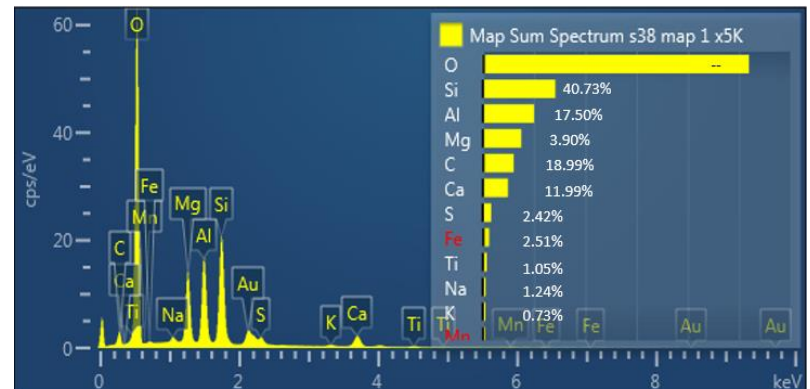 Map Sum Spectrum s38 map 1 x5K
O --
Si 40.73%
Al 17.50%
Mg 3.90%
C 18.99%
Ca 11.99%
S 2.42%
Fe 2.51%
Ti 1.05%
Na 1.24%
K 0.73%
Mn
cps/eV
60
40
20
0
O
Fe
Mn
C
Ca
Ti
Mg
Al
Si
Na
Au
S
K
Ca
Ti
Ti
Mn
Fe
Fe
Au
Au
0 2 4 6 8 keV